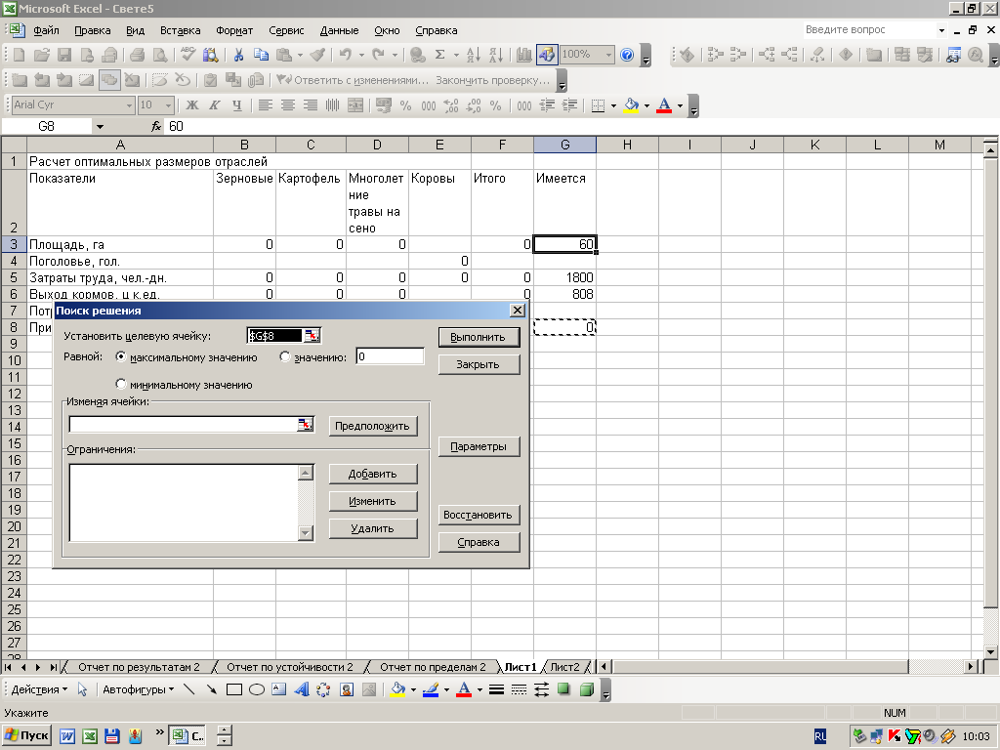 Microsoft Excel - Свете5
Файл Правка Вид Вставка Формат Сервис Данные Окно Справка Введите вопрос
100%
Ответить с изменениями... Закончить проверку...
Arial Cyr 10 Ж К Ч % 000 000 %
G8 fx 60
A B C D E F G H I J K L M
1 Расчет оптимальных размеров отраслей
2 Показатели Зерновые Картофель Многолет
ние
травы на
сено Коровы Итого Имеется
3 Площадь, га 0 0 0 0 60
4 Поголовье, гол. 0
5 Затраты труда, чел.-дн. 0 0 0 0 0 1800
6 Выход кормов, ц к.ед. 0 0 0 0 808
7 Пот
8 При 0
9
10
11
12
13
14
15
16
17
18
19
20
21
22
23
24
25
26
27
28
Поиск решения
Установить целевую ячейку: $G$8 Выполнить
Равной: максимальному значению значению: 0 Закрыть
минимальному значению
Изменяя ячейки:
Предположить
Ограничения: Параметры
Добавить
Изменить
Удалить
Восстановить
Справка
Отчет по результатам 2 Отчет по устойчивости 2 Отчет по пределам 2 Лист1 Лист2
Действия Автофигуры
Укажите NUM
Пуск С.. RU 10:03